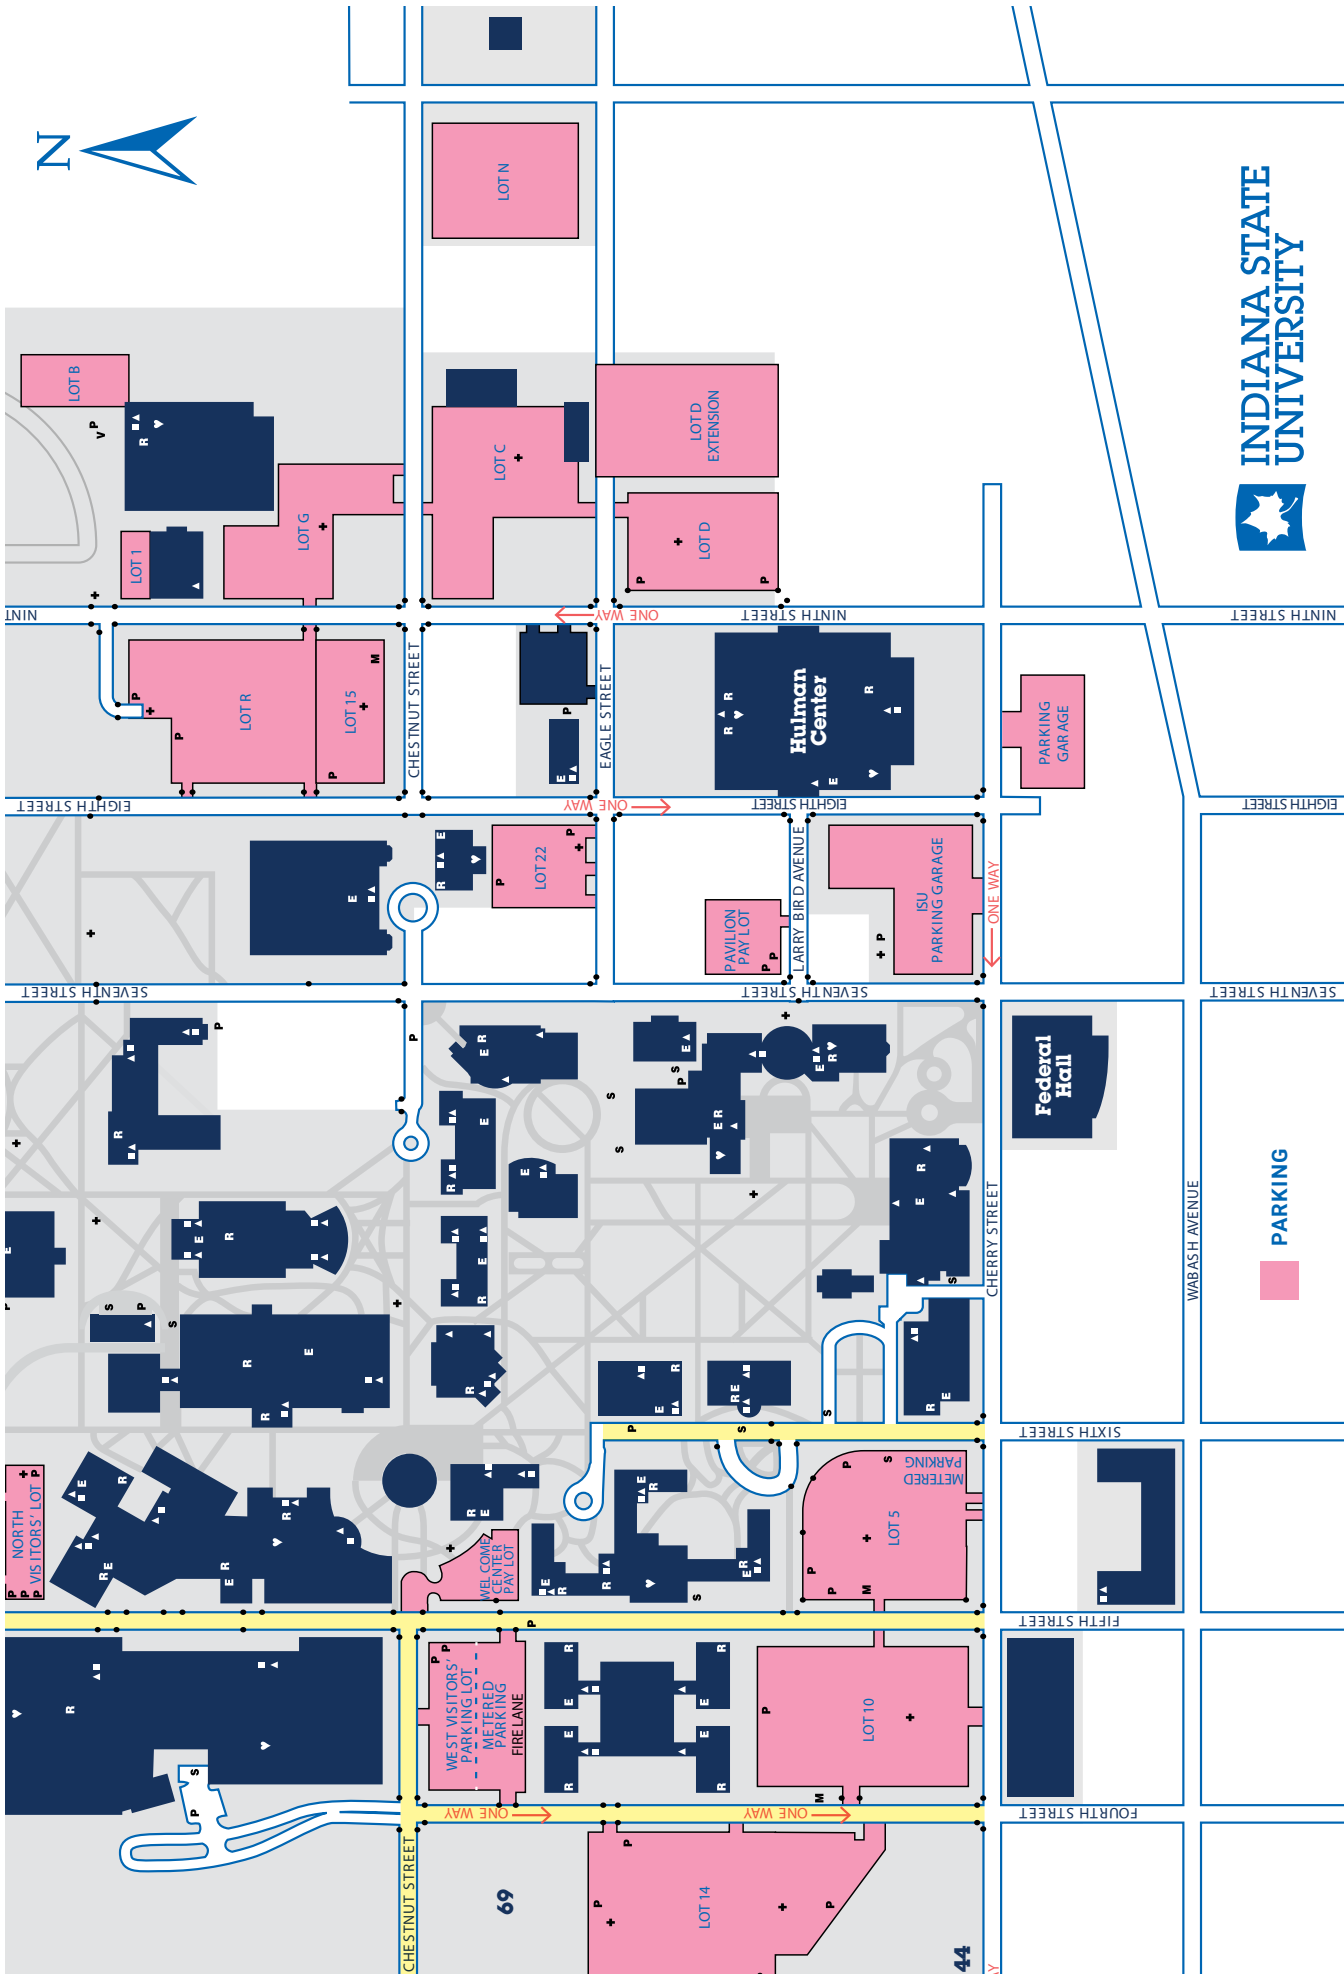 N
INDIANA STATE
UNIVERSITY
PARKING
LOT N
LOT B
LOT C
LOT D
EXTENSION
LOT D
LOT G
LOT 1
NINT
ONE WAY
NINTH STREET
NINTH STREET
LOT R
LOT 15
CHESTNUT STREET
EAGLE STREET
Hulman
Center
PARKING
GARAGE
EIGHTH STREET
ONE WAY
EIGHTH STREET
EIGHTH STREET
LOT 22
PAVILION
PAY LOT
LARRY BIRD AVENUE
ISU
PARKING GARAGE
ONE WAY
SEVENTH STREET
SEVENTH STREET
SEVENTH STREET
Federal
Hall
CHERRY STREET
WABASH AVENUE
SIXTH STREET
NORTH
VISITORS' LOT
WELCOME
CENTER
PAY LOT
METERED
PARKING
LOT 5
FIFTH STREET
WEST VISITORS'
PARKING LOT
METERED
PARKING
FIRE LANE
LOT 10
ONE WAY
ONE WAY
FOURTH STREET
CHESTNUT STREET
69
LOT 14
44